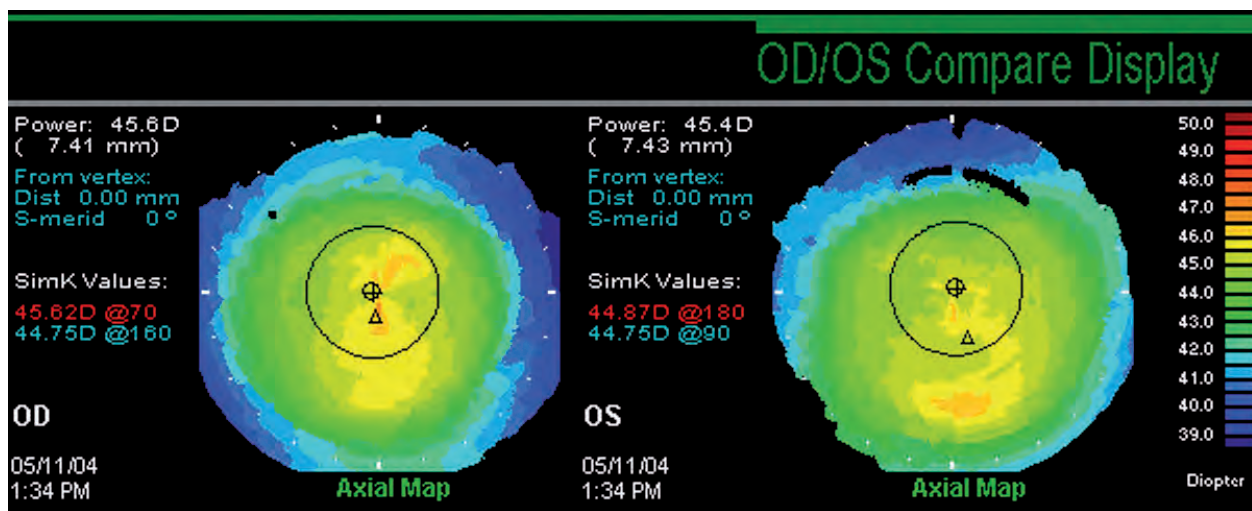 OD/OS Compare Display
Power: 45.6D
( 7.41 mm)
From vertex:
Dist 0.00 mm
S-merid 0 °
SimK Values:
45.62D @70
44.75D @160
OD
05/11/04
1:34 PM
Axial Map
Power: 45.4D
( 7.43 mm)
From vertex:
Dist 0.00 mm
S-merid 0 °
SimK Values:
44.87D @180
44.75D @90
OS
05/11/04
1:34 PM
Axial Map
50.0
49.0
48.0
47.0
46.0
45.0
44.0
43.0
42.0
41.0
40.0
39.0
Diopter